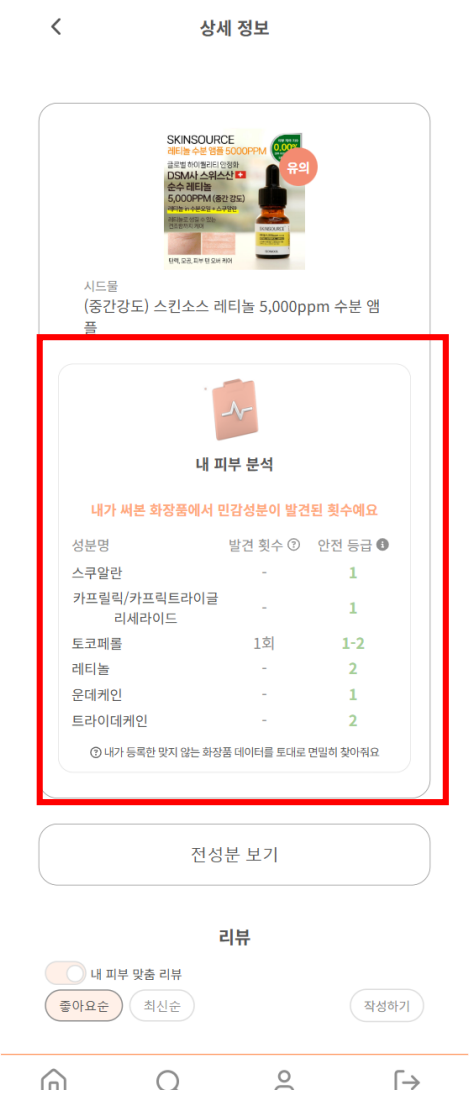 상세 정보
SKINSOURCE
레티놀 수분 앰플 5000PPM
0.00%
글로벌 하이퀄리티 안정화
유의
DSM사 스위스산
순수 레티놀
5,000PPM (중간 강도)
탄력, 모공, 피부 턴 오버 케어
시드물
(중간강도) 스킨소스 레티놀 5,000ppm 수분 앰
플
내 피부 분석
내가 써본 화장품에서 민감성분이 발견된 횟수예요
성분명 발견 횟수 ? 안전 등급 i
스쿠알란 - 1
카프릴릭/카프릭트라이글
리세라이드 - 1
토코페롤 1회 1-2
레티놀 - 2
운데케인 - 1
트라이데케인 - 2
? 내가 등록한 맞지 않는 화장품 데이터를 토대로 면밀히 찾아줘요
전성분 보기
리뷰
내 피부 맞춤 리뷰
좋아요순 최신순 작성하기